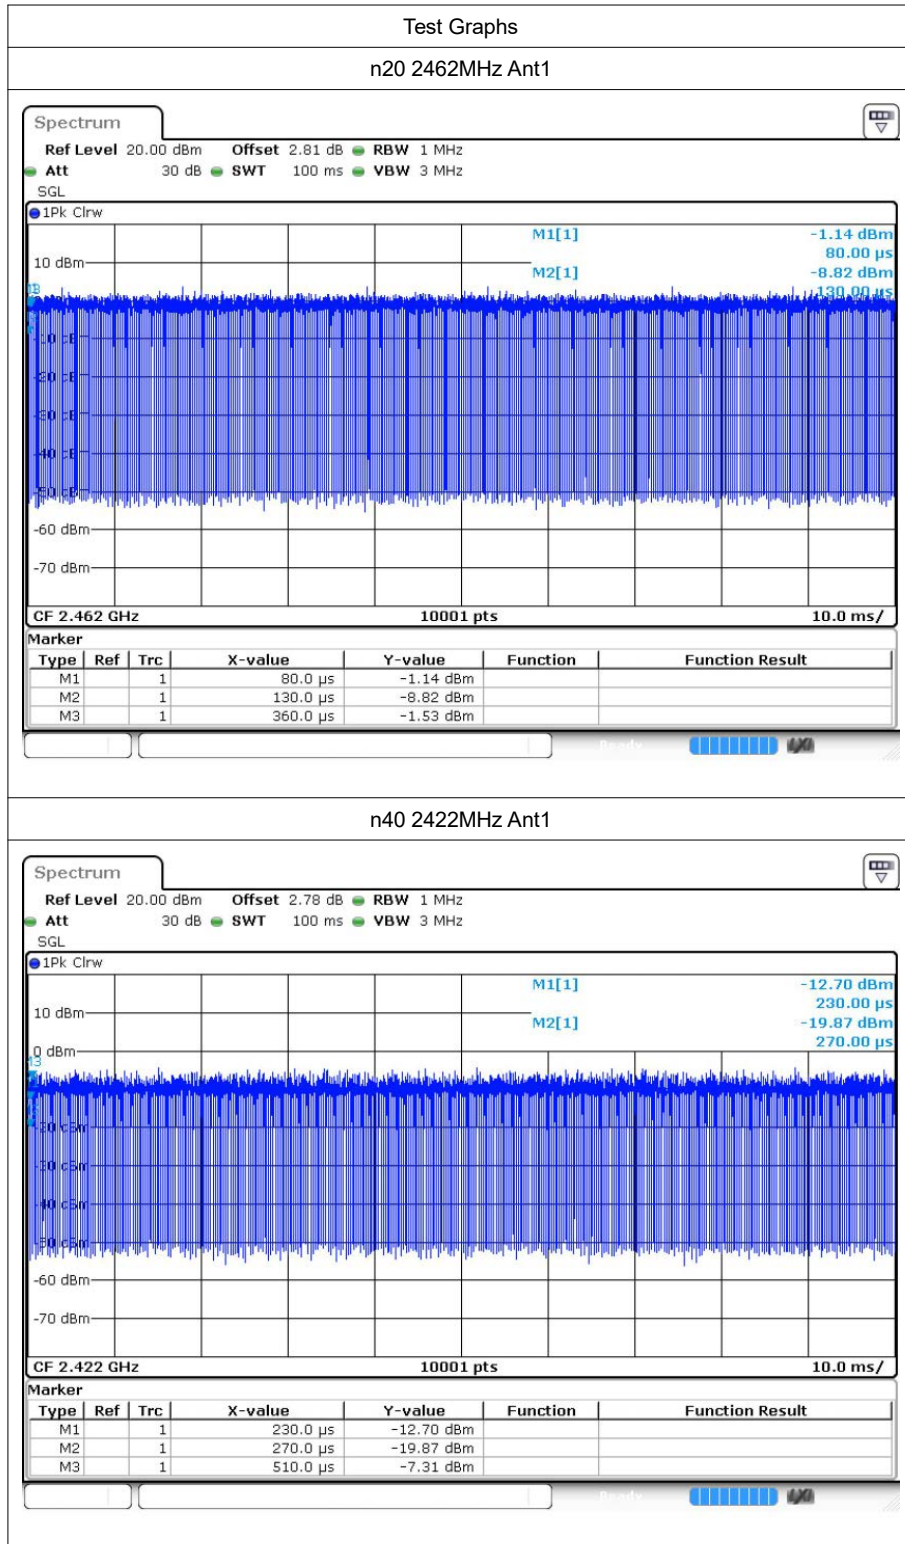 Test Graphs
n20 2462MHz Ant1
Spectrum
Ref Level 20.00 dBm Offset 2.81 dB RBW 1 MHz
Att 30 dB SWT 100 ms VBW 3 MHz
SGL
1Pk Clrw
M1[1] -1.14 dBm
80.00 µs
10 dBm
M2[1] -8.82 dBm
130.00 µs
-60 dBm
-70 dBm
CF 2.462 GHz 10001 pts 10.0 ms/
Marker
Type Ref Trc X-value Y-value Function Function Result
M1 1 80.0 µs -1.14 dBm
M2 1 130.0 µs -8.82 dBm
M3 1 360.0 µs -1.53 dBm
Ready
n40 2422MHz Ant1
Spectrum
Ref Level 20.00 dBm Offset 2.78 dB RBW 1 MHz
Att 30 dB SWT 100 ms VBW 3 MHz
SGL
1Pk Clrw
M1[1] -12.70 dBm
230.00 µs
10 dBm
M2[1] -19.87 dBm
270.00 µs
0 dBm
-60 dBm
-70 dBm
CF 2.422 GHz 10001 pts 10.0 ms/
Marker
Type Ref Trc X-value Y-value Function Function Result
M1 1 230.0 µs -12.70 dBm
M2 1 270.0 µs -19.87 dBm
M3 1 510.0 µs -7.31 dBm
Ready